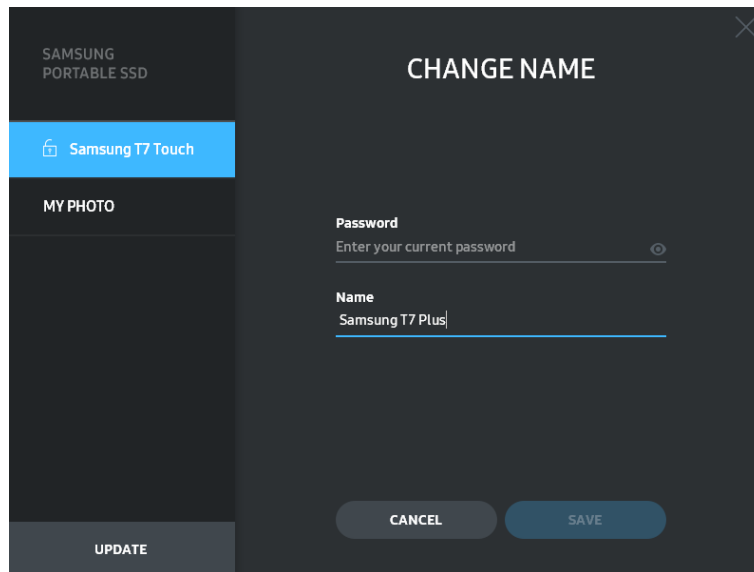 SAMSUNG
PORTABLE SSD
Samsung T7 Touch
MY PHOTO
UPDATE
CHANGE NAME
Password
Enter your current password
Name
Samsung T7 Plus
CANCEL
SAVE